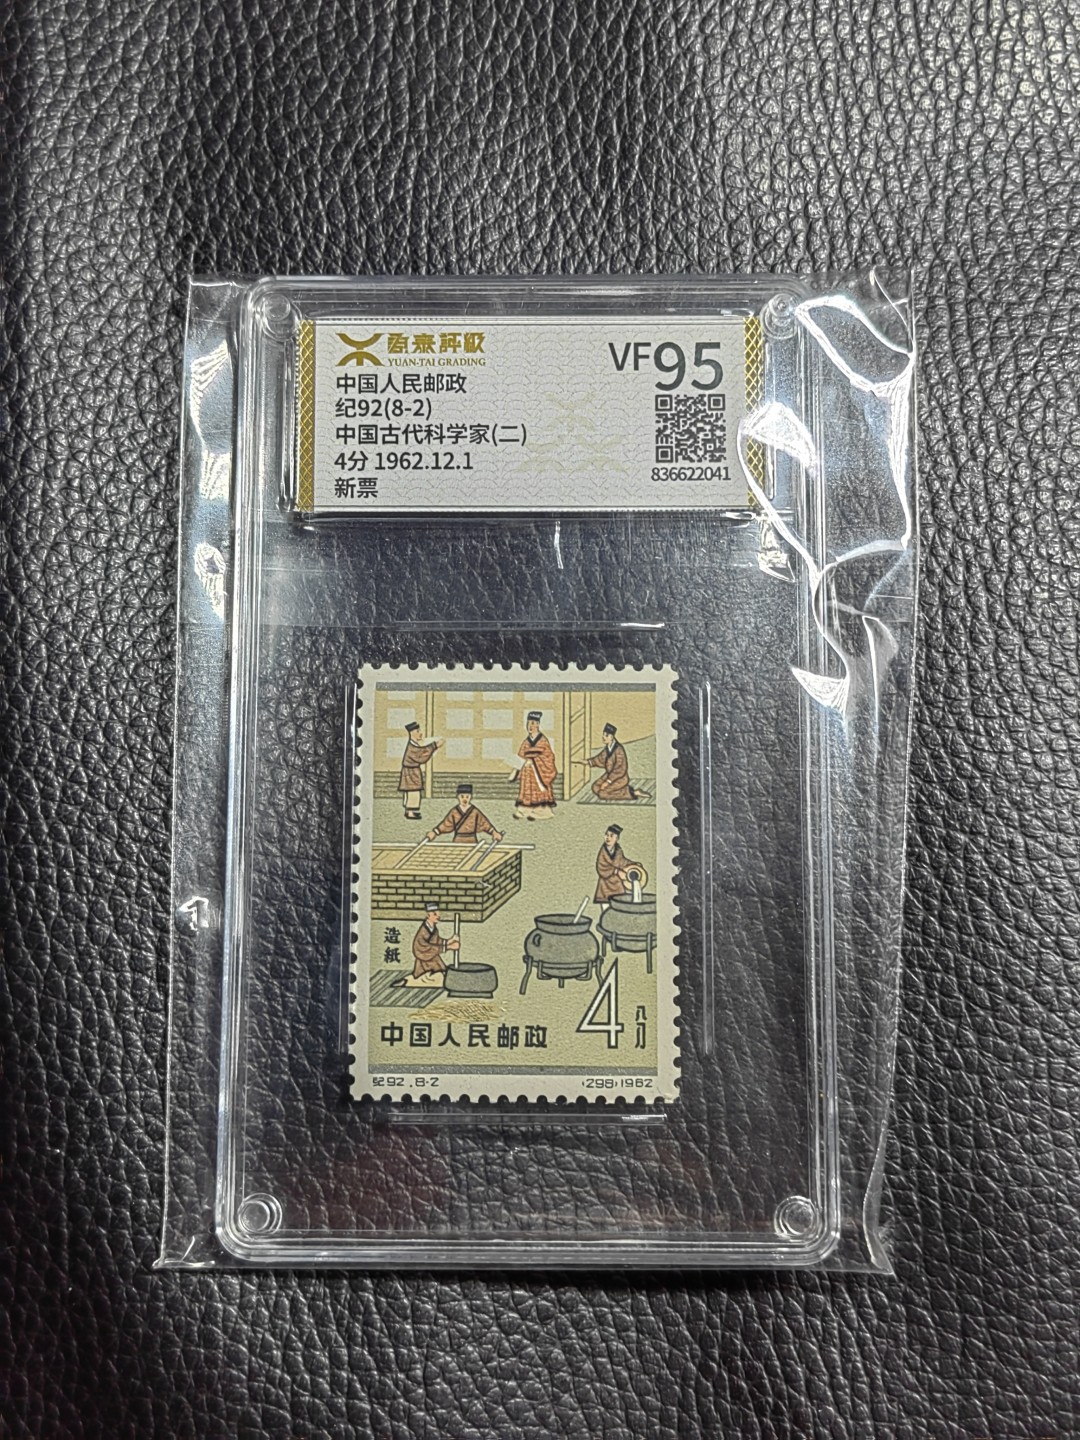 爰泰評級
YUAN-TAI GRADING
VF95
中国人民邮政
纪92(8-2)
中国古代科学家(二)
4分 1962.12.1
新票
836622041
造紙
中国人民邮政
4分
纪92.8-2
(298)1962